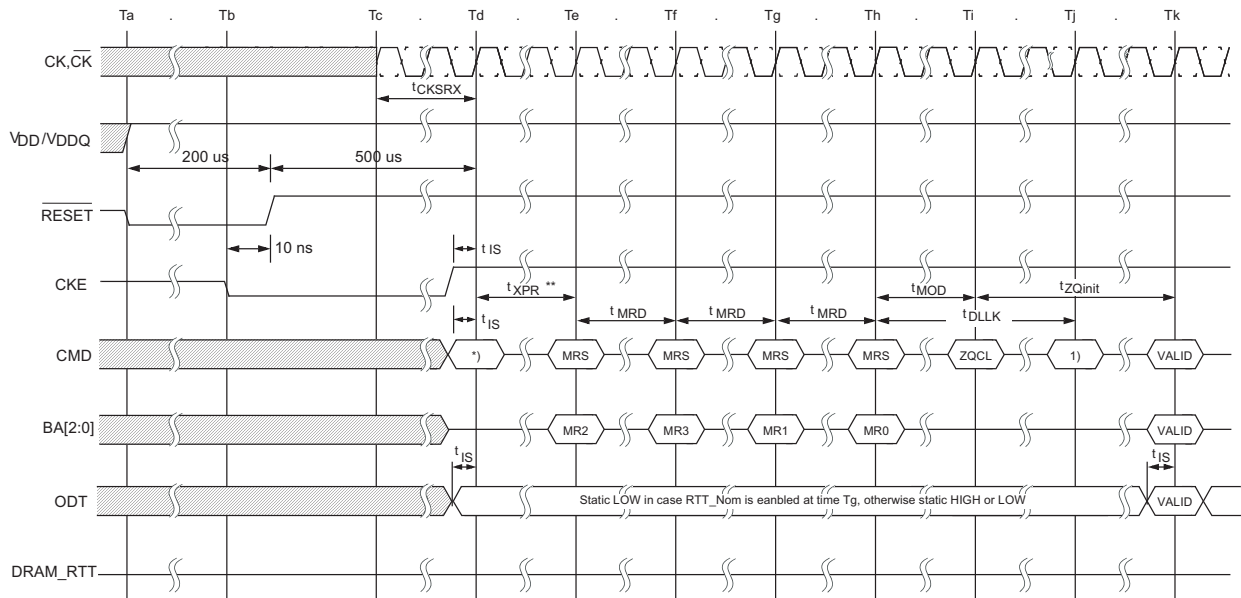 Ta . Tb . Tc . Td . Te . Tf . Tg . Th . Ti . Tj . Tk
CK,CK
tCKSRX
VDD/VDDQ
200 us 500 us
RESET
10 ns tIS
CKE
tXPR ** tMOD tZQinit
tIS tMRD tMRD tMRD tDLLK
CMD *) MRS MRS MRS MRS ZQCL 1) VALID
BA[2:0] MR2 MR3 MR1 MR0 VALID
tIS tIS
ODT Static LOW in case RTT_Nom is eanbled at time Tg, otherwise static HIGH or LOW VALID
DRAM_RTT